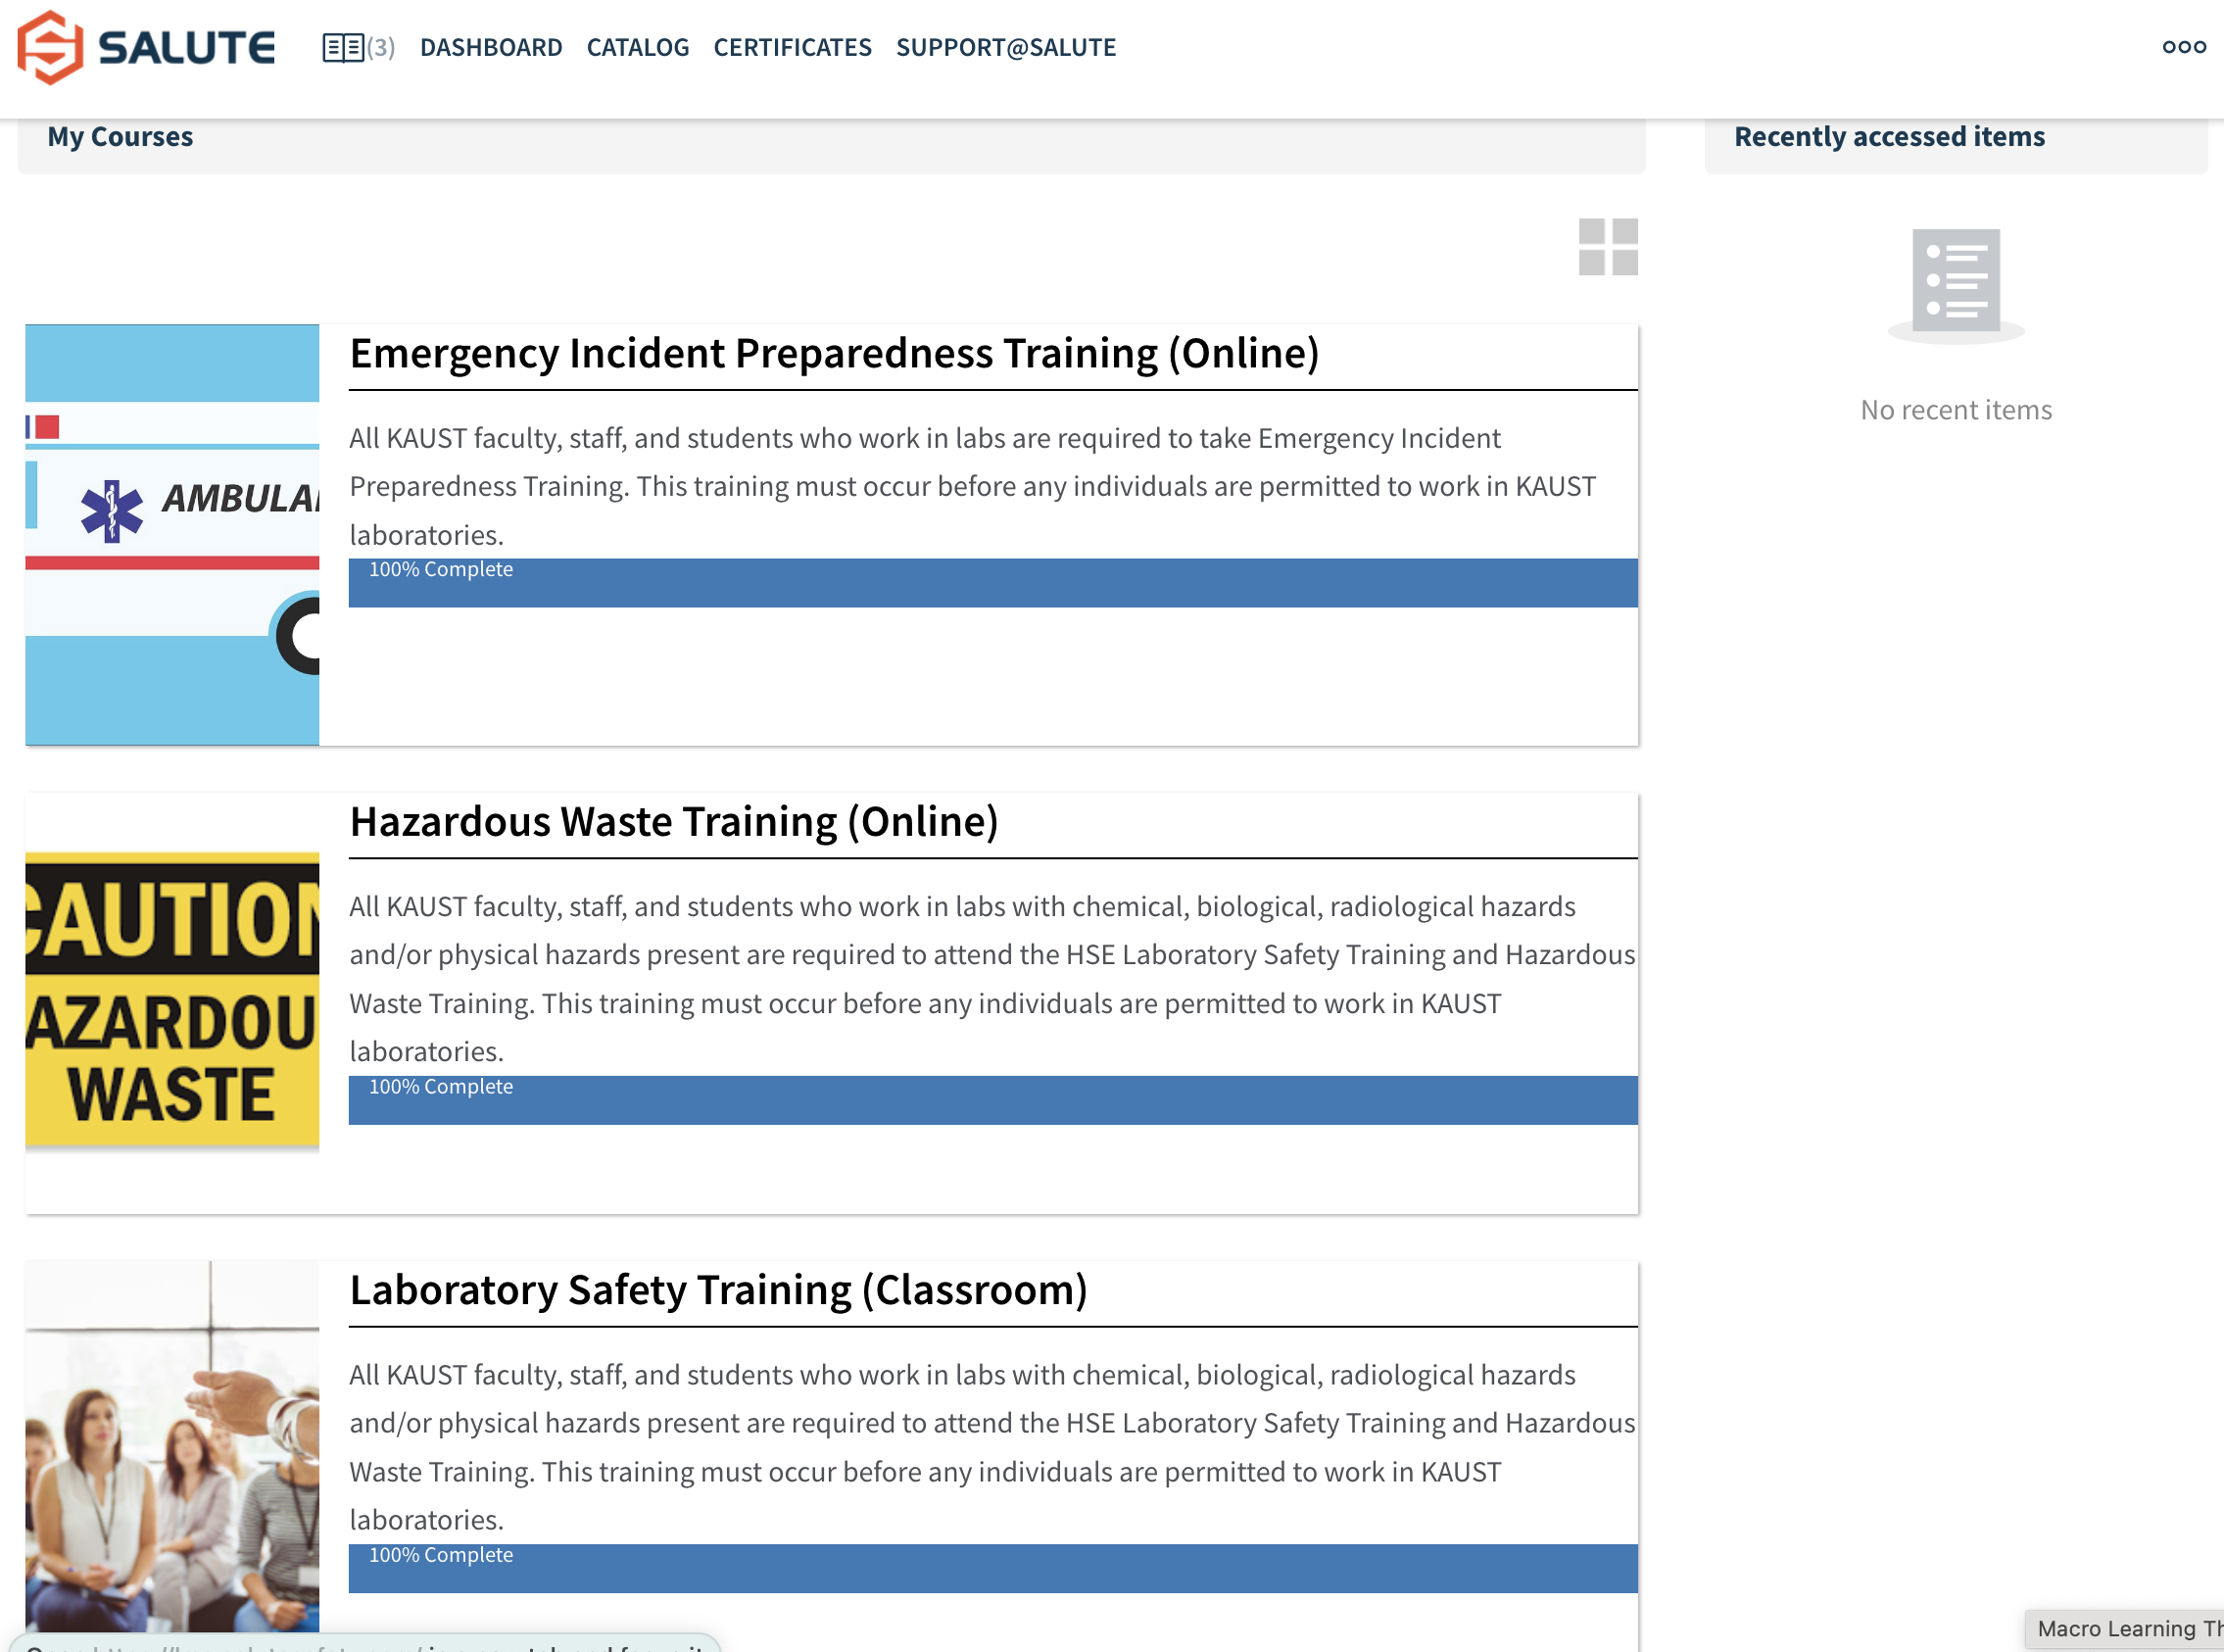 SALUTE
(3)
DASHBOARD
CATALOG
CERTIFICATES
SUPPORT@SALUTE
My Courses
Emergency Incident Preparedness Training (Online)
All KAUST faculty, staff, and students who work in labs are required to take Emergency Incident
Preparedness Training. This training must occur before any individuals are permitted to work in KAUST
laboratories.
100% Complete
AMBULA
Hazardous Waste Training (Online)
All KAUST faculty, staff, and students who work in labs with chemical, biological, radiological hazards
and/or physical hazards present are required to attend the HSE Laboratory Safety Training and Hazardous
Waste Training. This training must occur before any individuals are permitted to work in KAUST
laboratories.
100% Complete
CAUTION
AZARDOU
WASTE
Laboratory Safety Training (Classroom)
All KAUST faculty, staff, and students who work in labs with chemical, biological, radiological hazards
and/or physical hazards present are required to attend the HSE Laboratory Safety Training and Hazardous
Waste Training. This training must occur before any individuals are permitted to work in KAUST
laboratories.
100% Complete
Recently accessed items
No recent items
Macro Learning Th